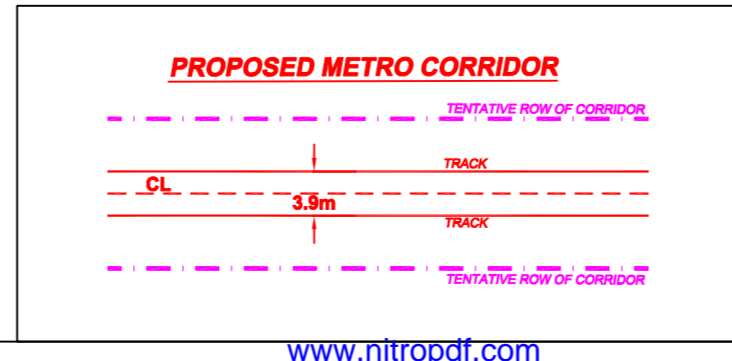 PROPOSED METRO CORRIDOR
TENTATIVE ROW OF CORRIDOR
TRACK
CL
3.9m
TRACK
TENTATIVE ROW OF CORRIDOR
www.nitropdf.com